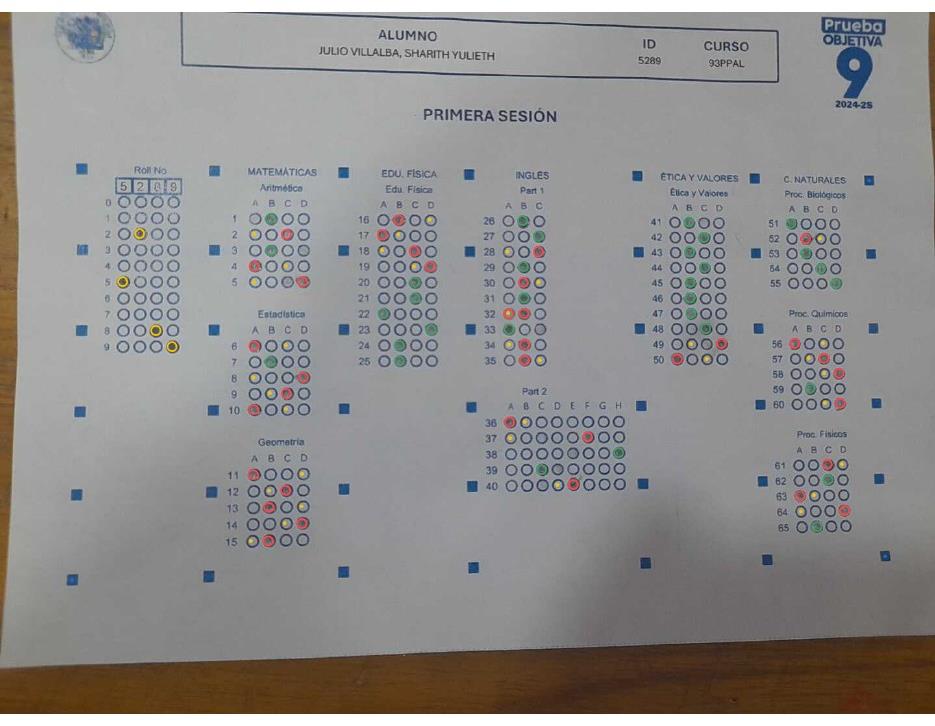 ALUMNO
JULIO VILLALBA, SHARITH YULIETH
ID
5289
CURSO
93PPAL
Prueba
OBJETIVA
9
2024-2S
PRIMERA SESIÓN
Roll No
5 2 8 9
0
1
2
3
4
5
6
7
8
9
MATEMÁTICAS
Aritmética
A B C D
1
2
3
4
5
Estadística
A B C D
6
7
8
9
10
Geometría
A B C D
11
12
13
14
15
EDU. FÍSICA
Edu. Física
A B C D
16
17
18
19
20
21
22
23
24
25
INGLÉS
Part 1
A B C
26
27
28
29
30
31
32
33
34
35
Part 2
A B C D E F G H
36
37
38
39
40
ÉTICA Y VALORES
Ética y Valores
A B C D
41
42
43
44
45
46
47
48
49
50
C. NATURALES
Proc. Biológicos
A B C D
51
52
53
54
55
Proc. Químicos
A B C D
56
57
58
59
60
Proc. Físicos
A B C D
61
62
63
64
65